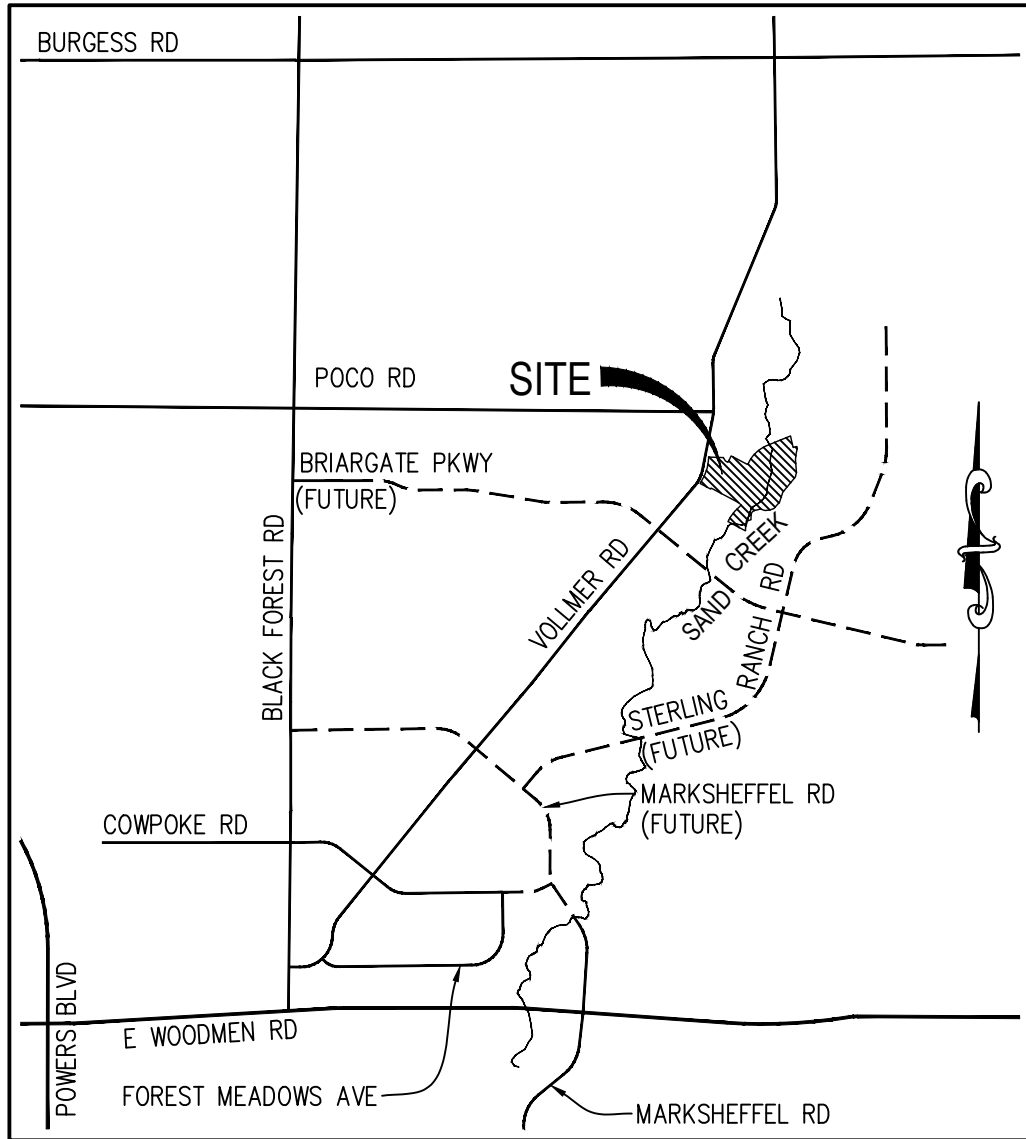 BURGESS RD
POCO RD
SITE
BRIARGATE PKWY
(FUTURE)
BLACK FOREST RD
VOLLMER RD
SAND CREEK
STERLING RANCH RD
(FUTURE)
MARKSHEFFEL RD
(FUTURE)
COWPOKE RD
POWERS BLVD
E WOODMEN RD
FOREST MEADOWS AVE
MARKSHEFFEL RD